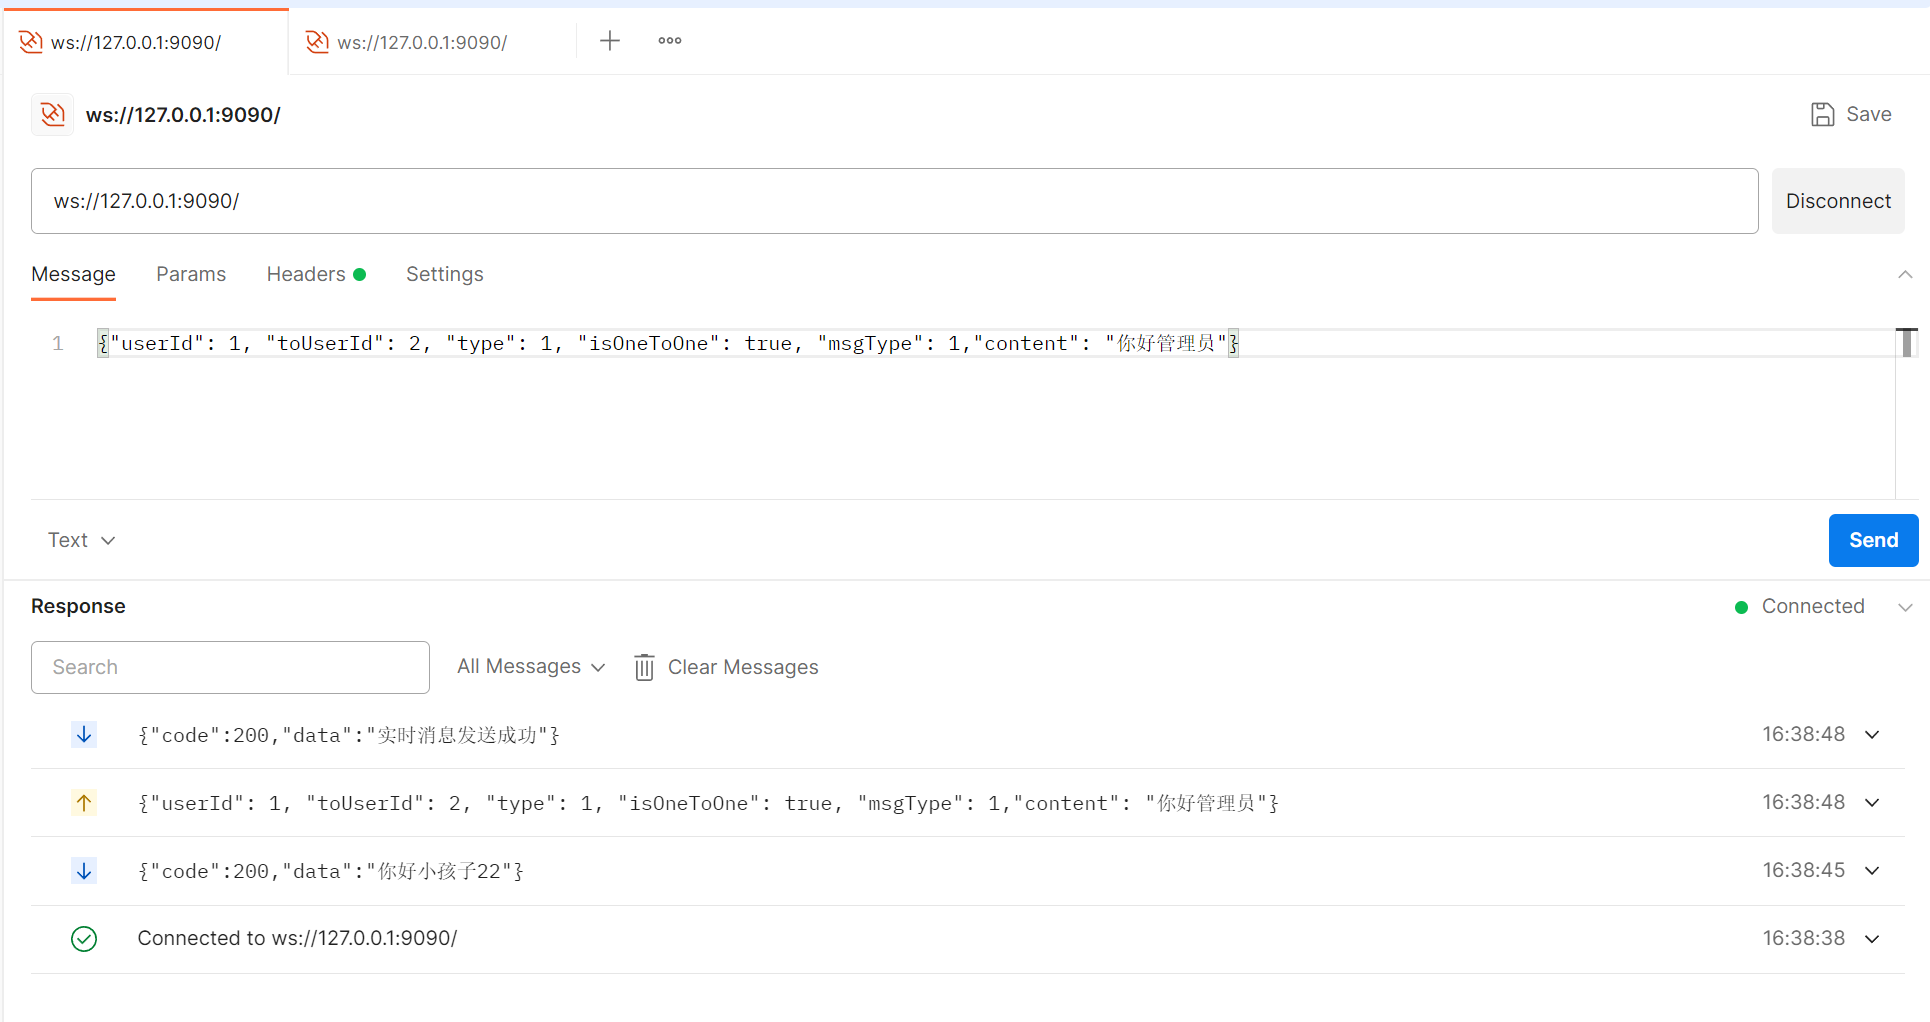 ws://127.0.0.1:9090/ ws://127.0.0.1:9090/
ws://127.0.0.1:9090/ Save
ws://127.0.0.1:9090/ Disconnect
Message Params Headers Settings
1 {"userId": 1, "toUserId": 2, "type": 1, "isOneToOne": true, "msgType": 1,"content": "你好管理员"}
Text Send
Response Connected
Search All Messages Clear Messages
{"code":200,"data":"实时消息发送成功"} 16:38:48
{"userId": 1, "toUserId": 2, "type": 1, "isOneToOne": true, "msgType": 1,"content": "你好管理员"} 16:38:48
{"code":200,"data":"你好小孩子22"} 16:38:45
Connected to ws://127.0.0.1:9090/ 16:38:38